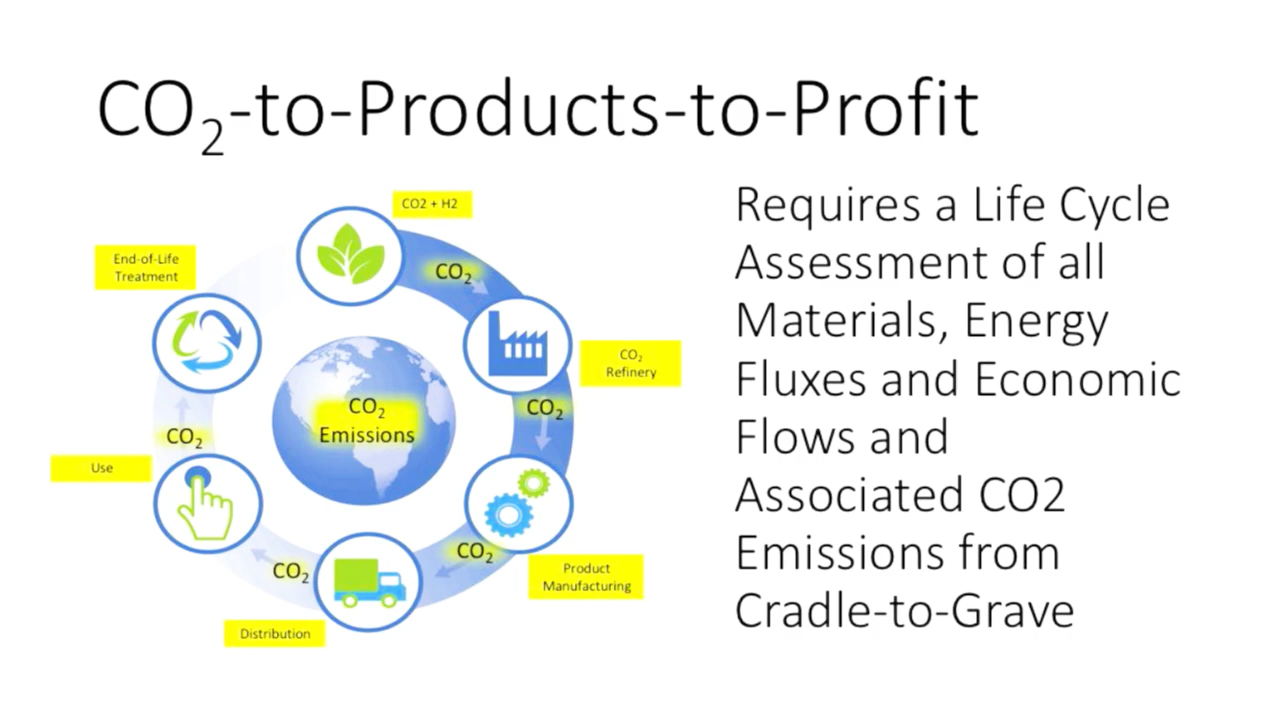 CO₂-to-Products-to-Profit
CO2 + H2
CO₂
End-of-Life
Treatment
CO₂
Refinery
CO₂
CO₂
Emissions
CO₂
Use
CO₂
Product
Manufacturing
CO₂
Distribution
Requires a Life Cycle
Assessment of all
Materials, Energy
Fluxes and Economic
Flows and
Associated CO2
Emissions from
Cradle-to-Grave